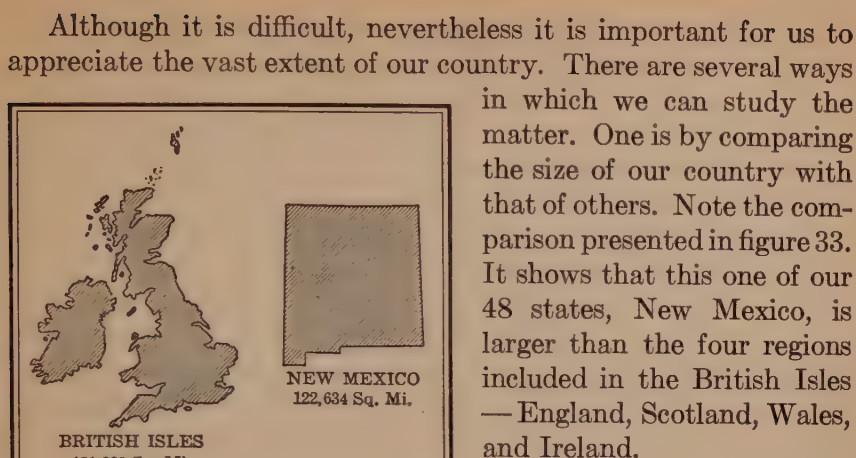 Although it is difficult, nevertheless it is important for us to
appreciate the vast extent of our country. There are several ways
in which we can study the
matter. One is by comparing
the size of our country with
that of others. Note the com-
parison presented in figure 33.
It shows that this one of our
48 states, New Mexico, is
larger than the four regions
included in the British Isles
— England, Scotland, Wales,
and Ireland.
NEW MEXICO
122,634 Sq. Mi.
BRITISH ISLES
Sq. Mi.